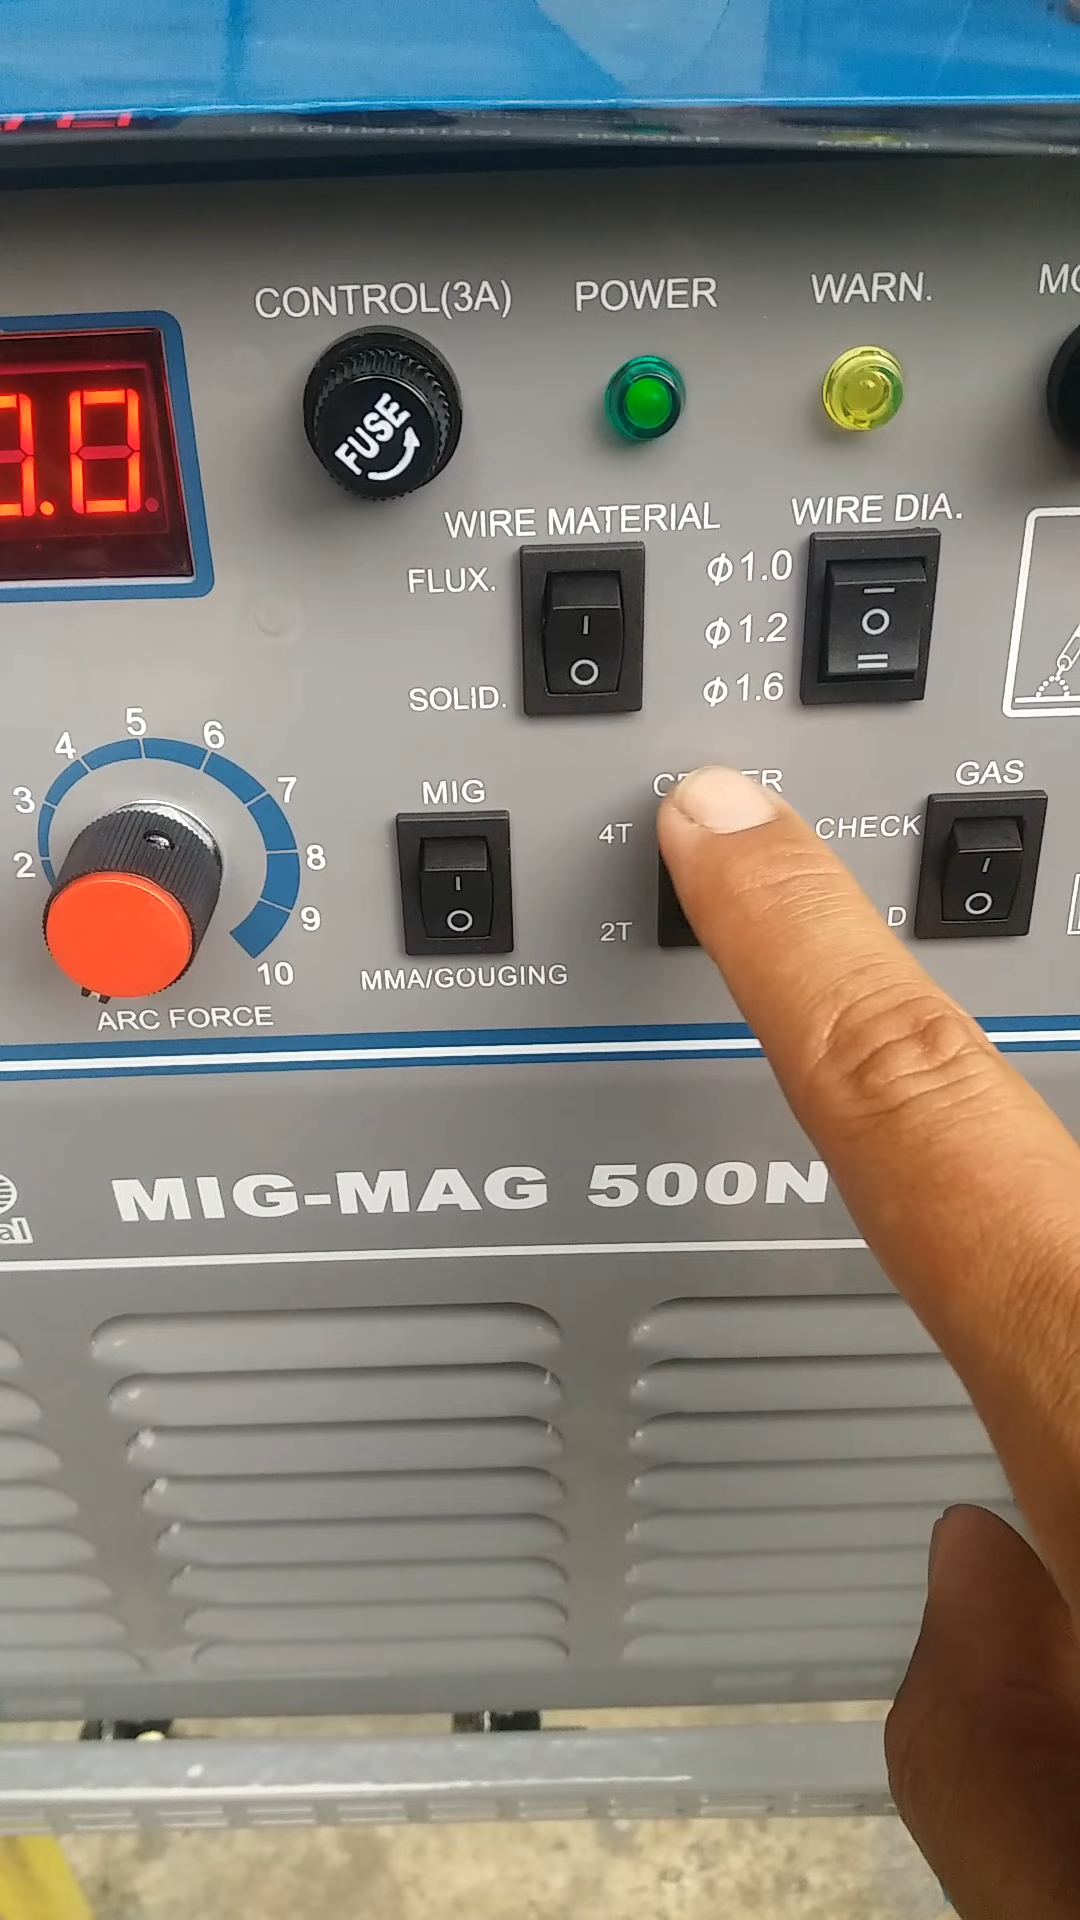 CONTROL(3A)
POWER
WARN.
FUSE
WIRE MATERIAL
WIRE DIA.
FLUX.
SOLID.
ϕ1.0
ϕ1.2
ϕ1.6
2
3
4
5
6
7
8
9
10
ARC FORCE
MIG
MMA/GOUGING
4T
2T
GAS
CHECK
MIG-MAG 500N